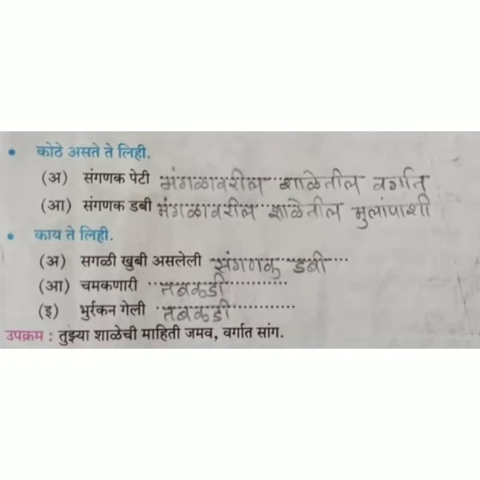 • कोठे असते ते लिही.
(अ) संगणक पेटी मंगळावरील शाळेतील वर्गात
(आ) संगणक डबी मंगळावरील शाळेतील मुलांपाशी
• काय ते लिही.
(अ) सगळी खुबी असलेली संगणक डबी
(आ) चमकणारी तबकडी
(इ) भुर्रकन गेली तबकडी
उपक्रम : तुझ्या शाळेची माहिती जमव, वर्गात सांग.